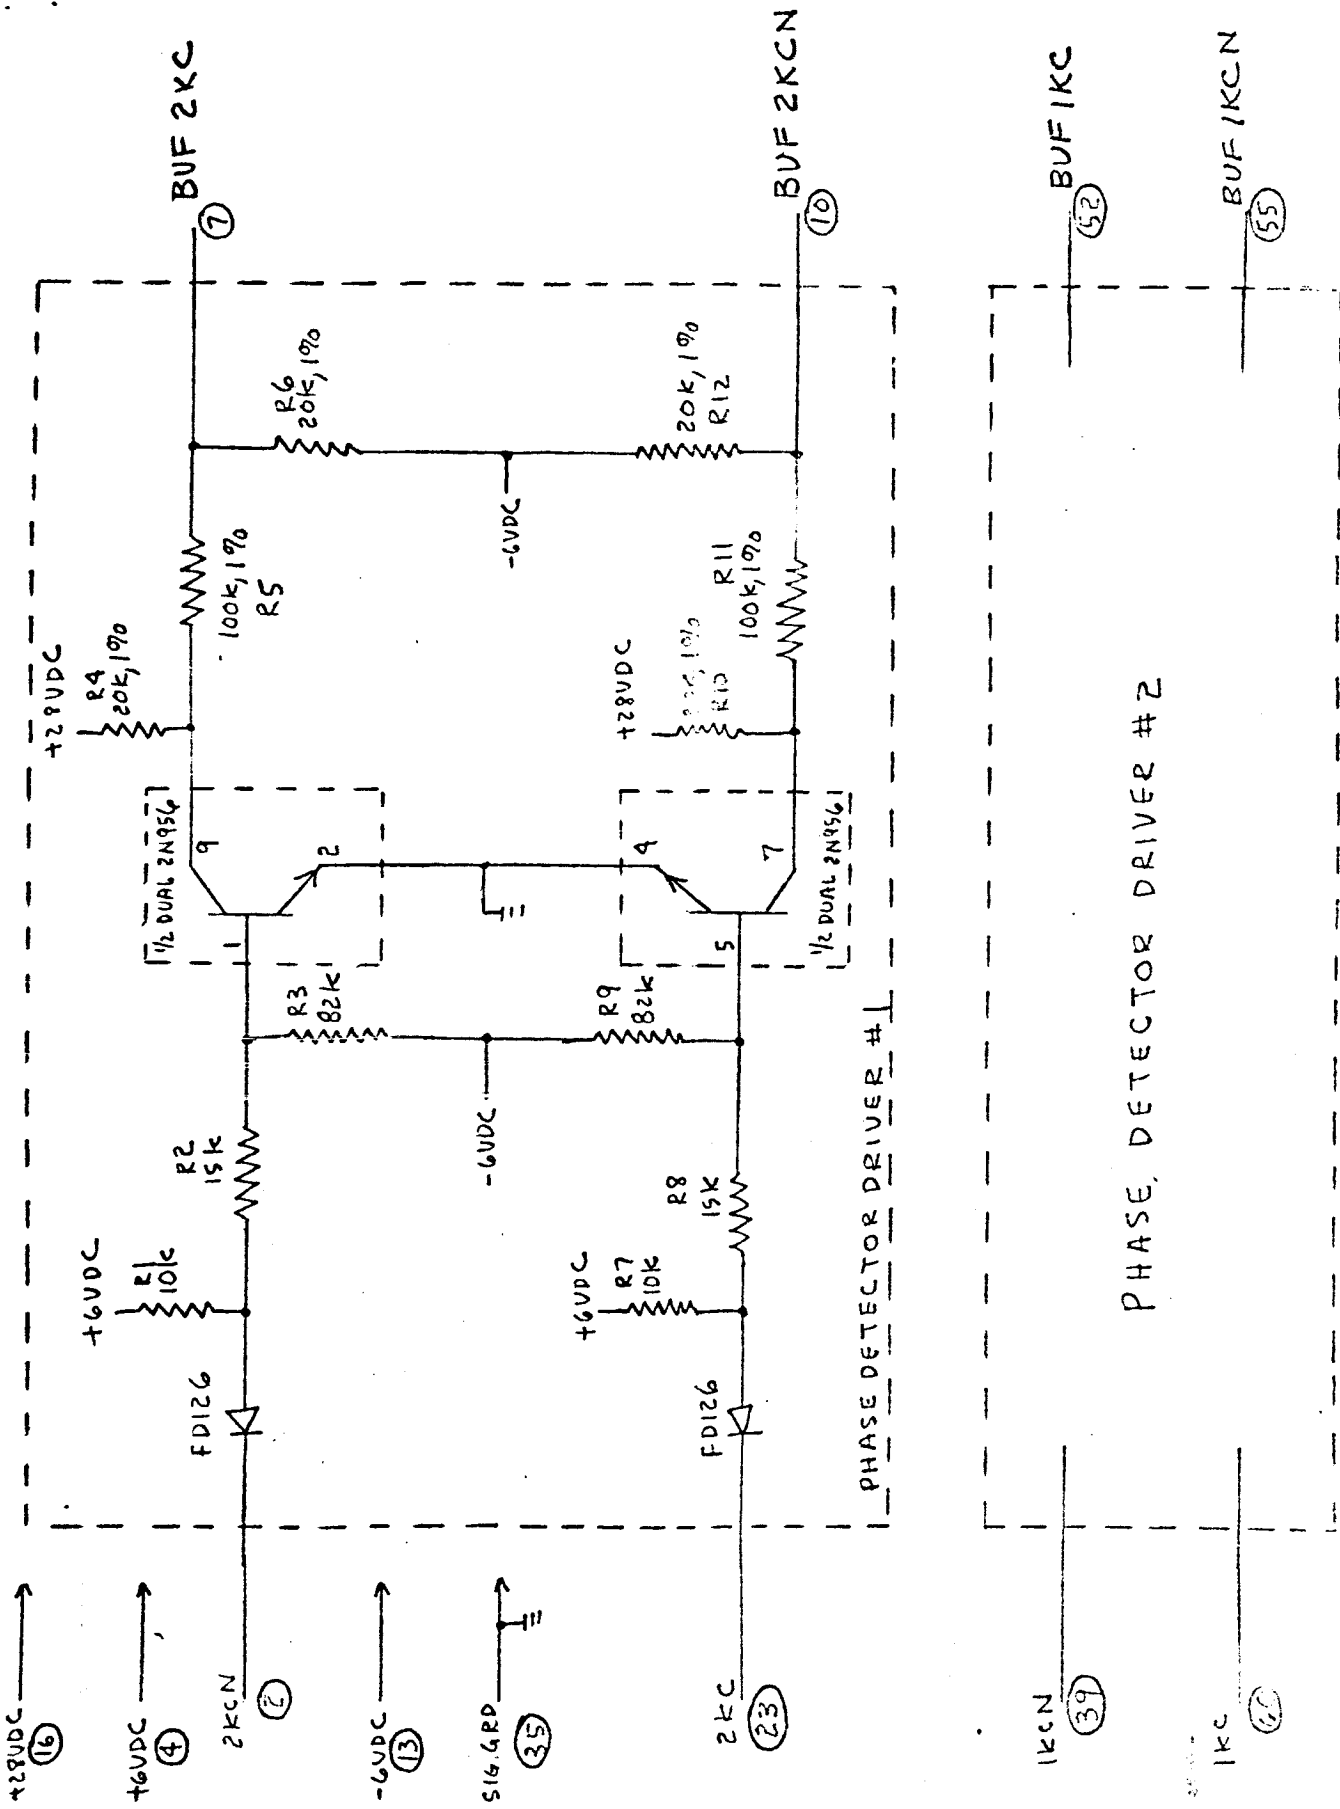 +28VDC
16
+6VDC
4
2KCN
2
-6VDC
13
SIG.GRD
35
2KC
23
+6VDC
R1
10k
FD126
R2
15k
R3
82k
-6VDC
R9
82k
+6VDC
R7
10k
FD126
R8
15k
1/2 DUAL 2N956
1
9
2
4
5
7
1/2 DUAL 2N956
+28VDC
R4
20k, 1%
100k, 1%
R5
R6
20k, 1%
-6VDC
20k, 1%
R12
+28VDC
1%
R10
R11
100k, 1%
BUF 2KC
7
BUF 2KCN
10
PHASE DETECTOR DRIVER #1
1KCN
39
1KC
PHASE DETECTOR DRIVER #2
BUF 1KC
52
BUF 1KCN
55